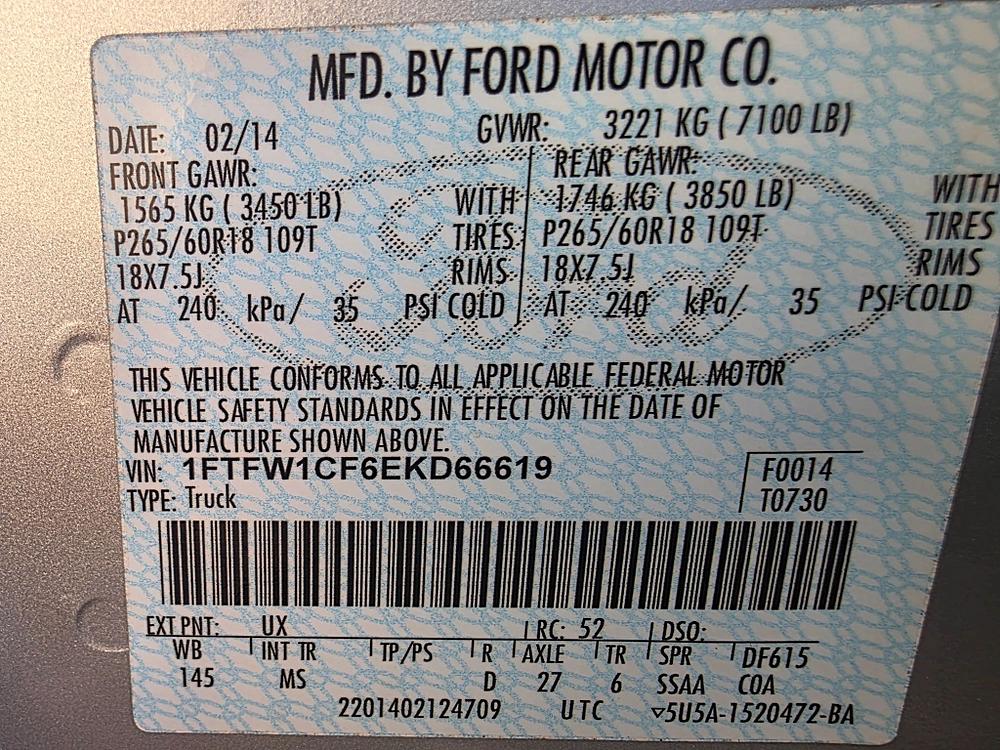 MFD. BY FORD MOTOR CO.
DATE: 02/14 GVWR: 3221 KG ( 7100 LB)
FRONT GAWR: REAR GAWR:
1565 KG ( 3450 LB) WITH 1746 KG ( 3850 LB) WITH
P265/60R18 109T TIRES P265/60R18 109T TIRES
18X7.5J RIMS 18X7.5J RIMS
AT 240 kPa/ 35 PSI COLD AT 240 kPa/ 35 PSI COLD
Ford
THIS VEHICLE CONFORMS TO ALL APPLICABLE FEDERAL MOTOR
VEHICLE SAFETY STANDARDS IN EFFECT ON THE DATE OF
MANUFACTURE SHOWN ABOVE.
VIN: 1FTFW1CF6EKD66619 F0014
TYPE: Truck T0730
EXT PNT: UX RC: 52 DSO:
WB INT TR TP/PS R AXLE TR SPR DF615
145 MS D 27 6 SSAA COA
2201402124709 UTC ▿5U5A-1520472-BA